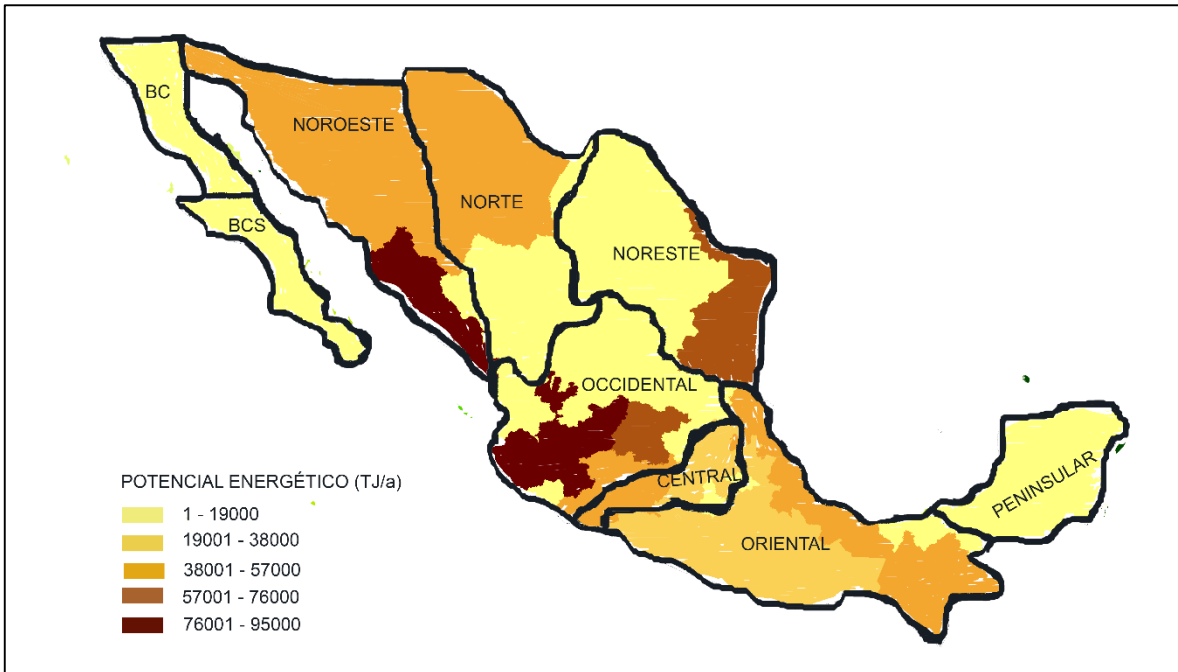 BC
NOROESTE
NORTE
BCS
NORESTE
OCCIDENTAL
POTENCIAL ENERGÉTICO (TJ/a)
1 - 19000
19001 - 38000
38001 - 57000
57001 - 76000
76001 - 95000
CENTRAL
PENINSULAR
ORIENTAL